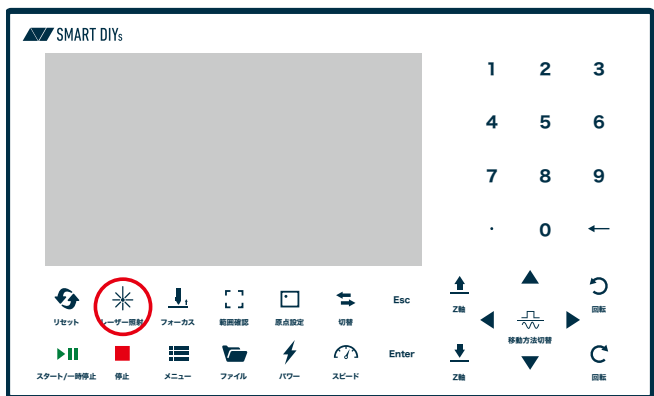 SMART DIYs
1 2 3
4 5 6
7 8 9
. 0 ←
リセット レーザー照射 フォーカス 範囲確認 原点設定 切替 Esc Z軸 回転
移動方法切替
スタート/一時停止 停止 メニュー ファイル パワー スピード Enter Z軸 回転